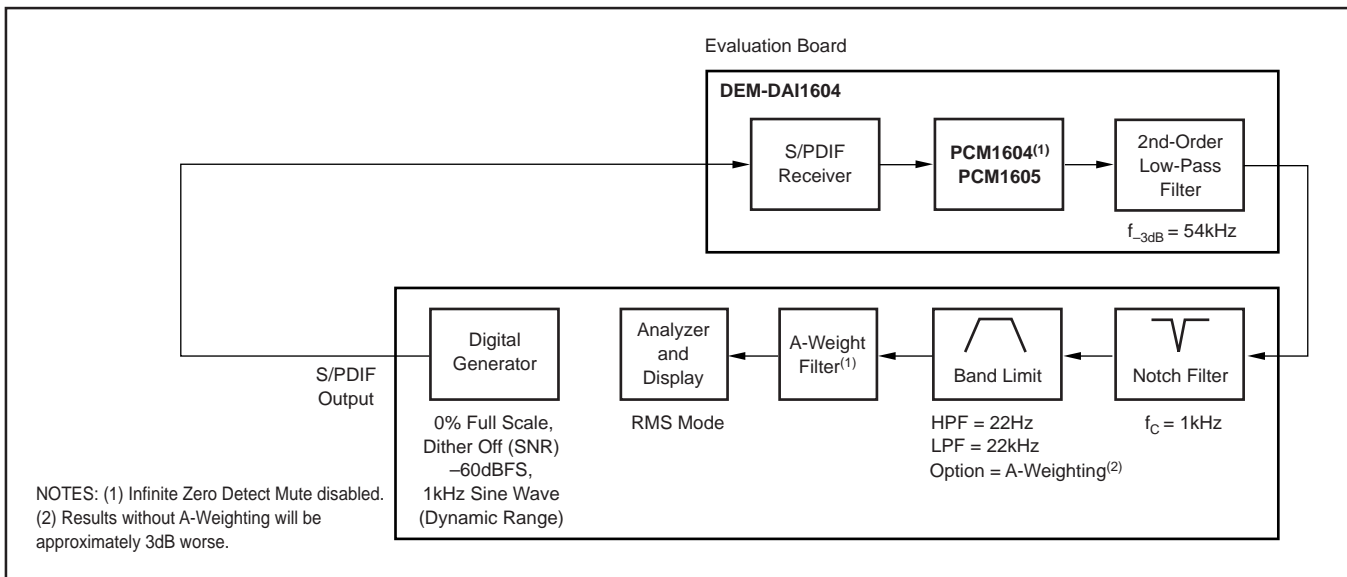 Evaluation Board
DEM-DAI1604
S/PDIF
Receiver
PCM1604(1)
PCM1605
2nd-Order
Low-Pass
Filter
f–3dB = 54kHz
Digital
Generator
Analyzer
and
Display
A-Weight
Filter(1)
Band Limit
Notch Filter
S/PDIF
Output
0% Full Scale,
Dither Off (SNR)
–60dBFS,
1kHz Sine Wave
(Dynamic Range)
RMS Mode
HPF = 22Hz
LPF = 22kHz
Option = A-Weighting(2)
fC = 1kHz
NOTES: (1) Infinite Zero Detect Mute disabled.
(2) Results without A-Weighting will be
approximately 3dB worse.